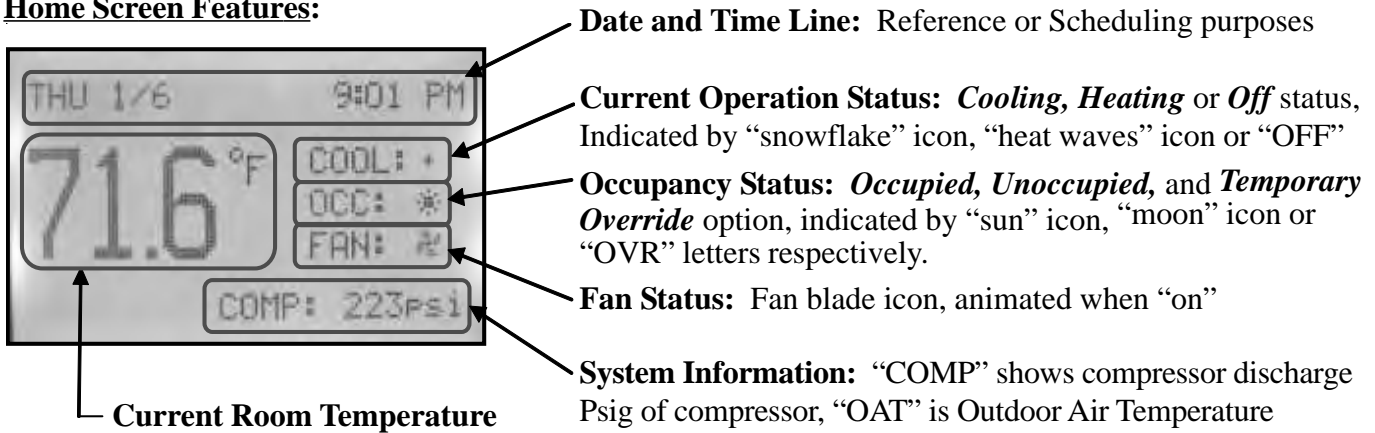 Home Screen Features:
THU 1/6 9:01 PM
71.6 °F
COOL:
OCC:
FAN:
COMP: 223psi
Current Room Temperature
Date and Time Line: Reference or Scheduling purposes
Current Operation Status: Cooling, Heating or Off status,
Indicated by “snowflake” icon, “heat waves” icon or “OFF”
Occupancy Status: Occupied, Unoccupied, and Temporary
Override option, indicated by “sun” icon, “moon” icon or
“OVR” letters respectively.
Fan Status: Fan blade icon, animated when “on”
System Information: “COMP” shows compressor discharge
Psig of compressor, “OAT” is Outdoor Air Temperature